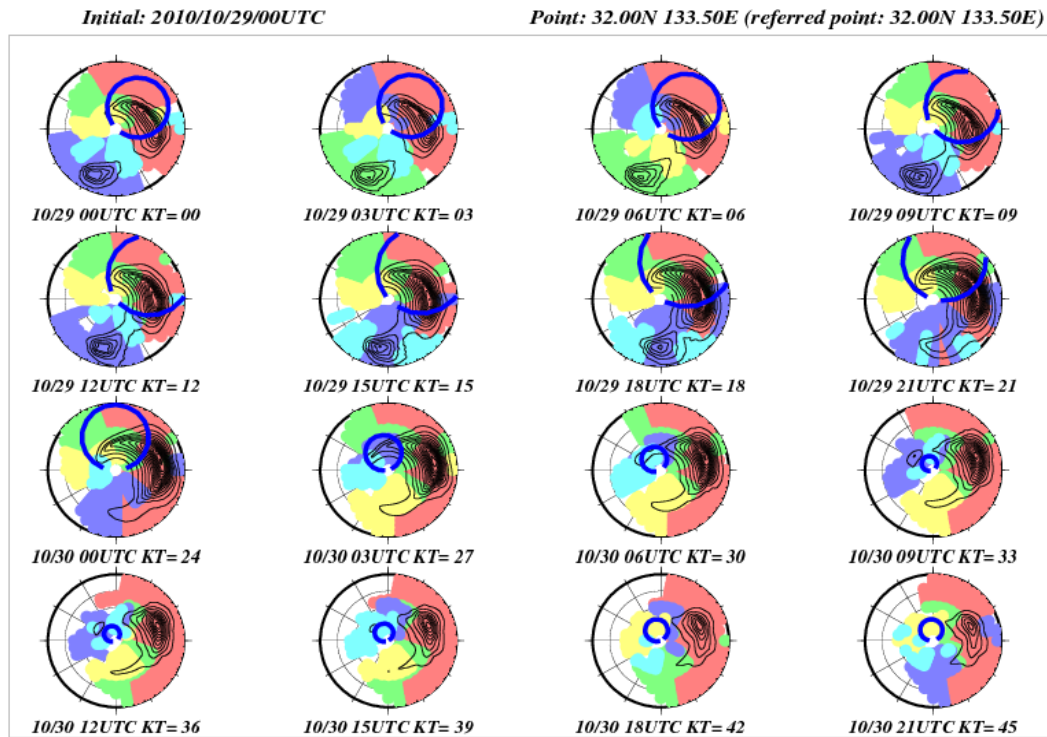 Initial: 2010/10/29/00UTC Point: 32.00N 133.50E (referred point: 32.00N 133.50E)
10/29 00UTC KT= 00 10/29 03UTC KT= 03 10/29 06UTC KT= 06 10/29 09UTC KT= 09
10/29 12UTC KT= 12 10/29 15UTC KT= 15 10/29 18UTC KT= 18 10/29 21UTC KT= 21
10/30 00UTC KT= 24 10/30 03UTC KT= 27 10/30 06UTC KT= 30 10/30 09UTC KT= 33
10/30 12UTC KT= 36 10/30 15UTC KT= 39 10/30 18UTC KT= 42 10/30 21UTC KT= 45